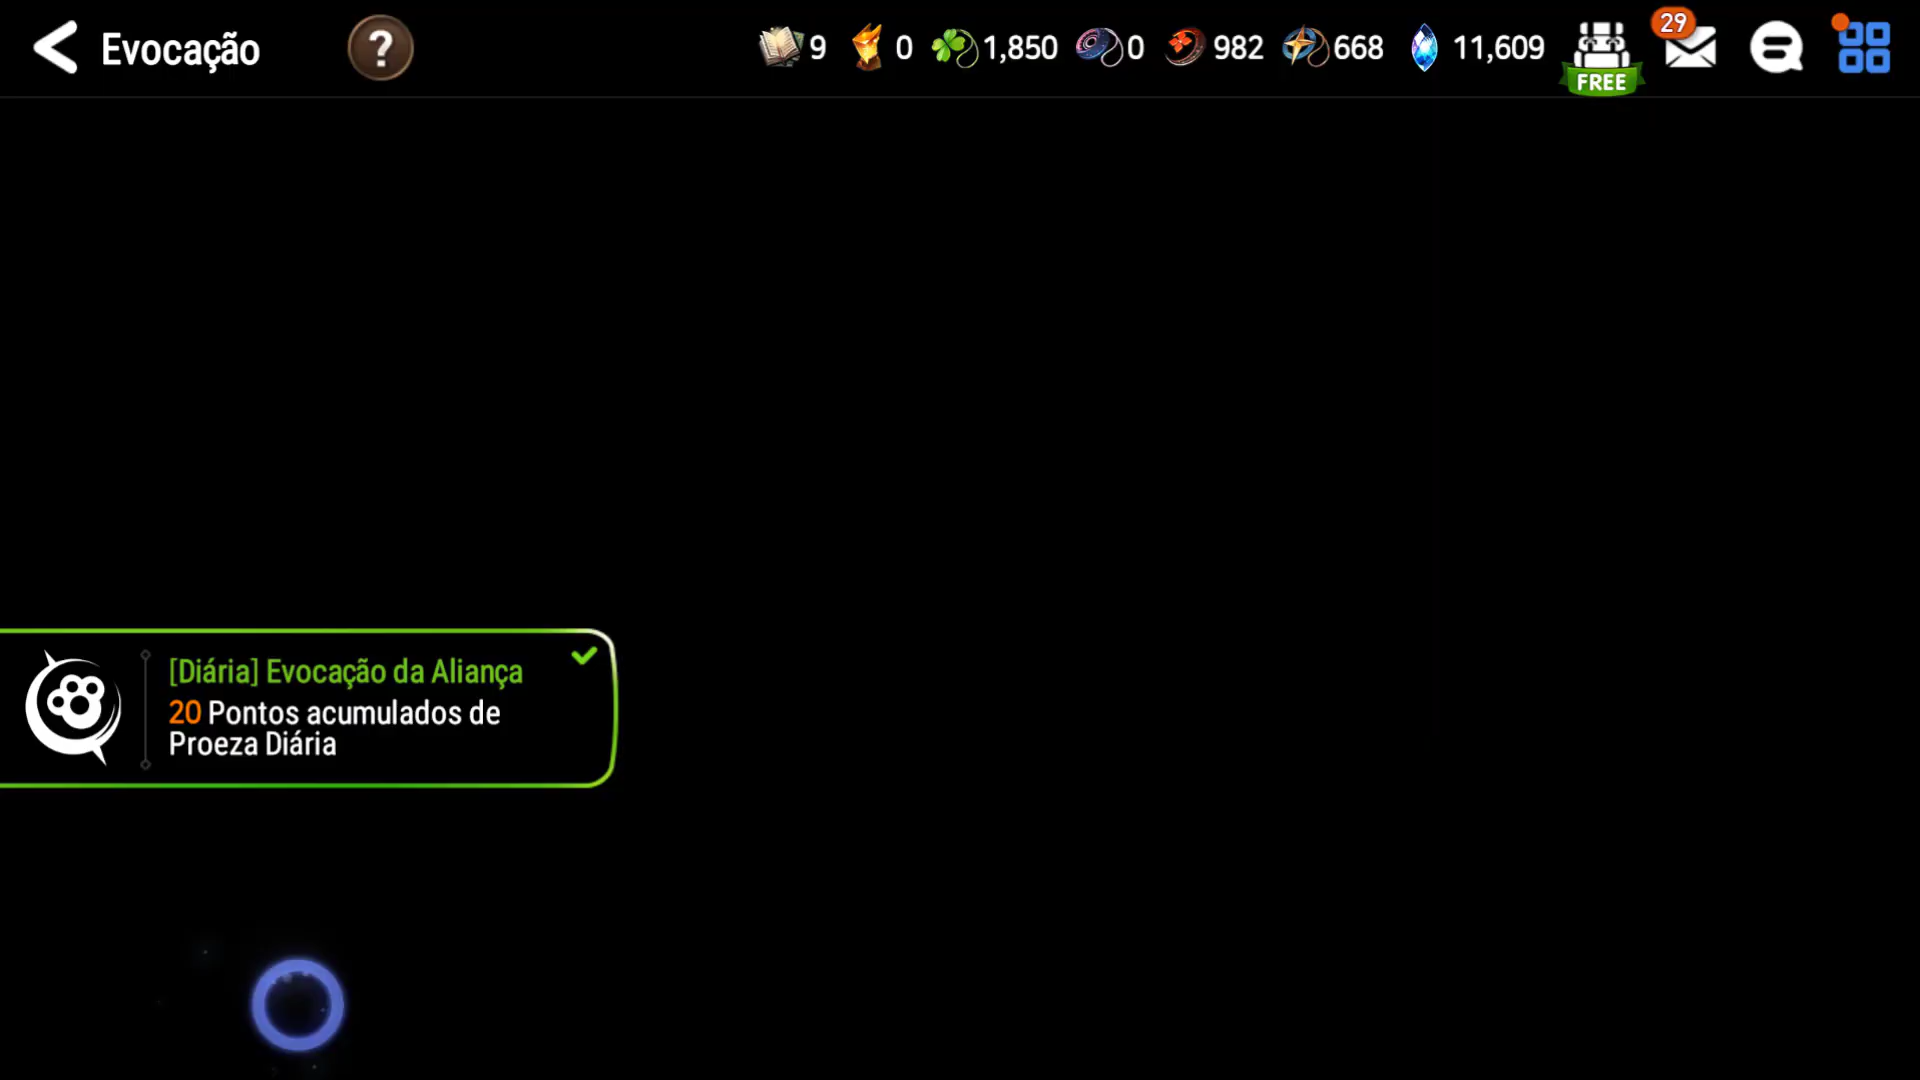 Evocação
?
9 0 1,850 0 982 668 11,609
FREE
29
[Diária] Evocação da Aliança
20 Pontos acumulados de
Proeza Diária